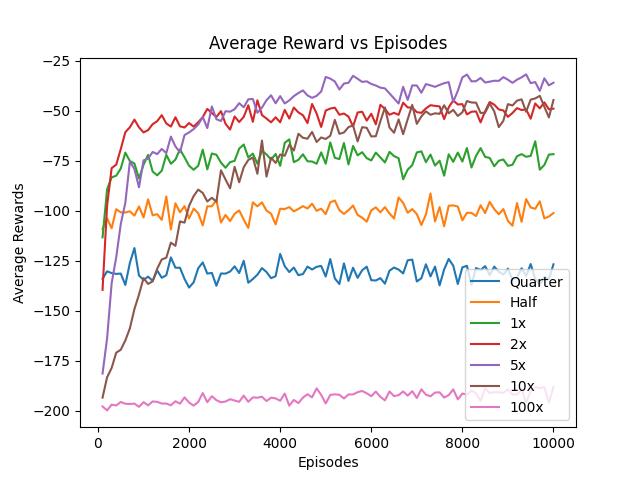 Average Reward vs Episodes
Average Rewards
−25
−50
−75
−100
−125
−150
−175
−200
0
2000
4000
6000
8000
10000
Episodes
Quarter
Half
1x
2x
5x
10x
100x